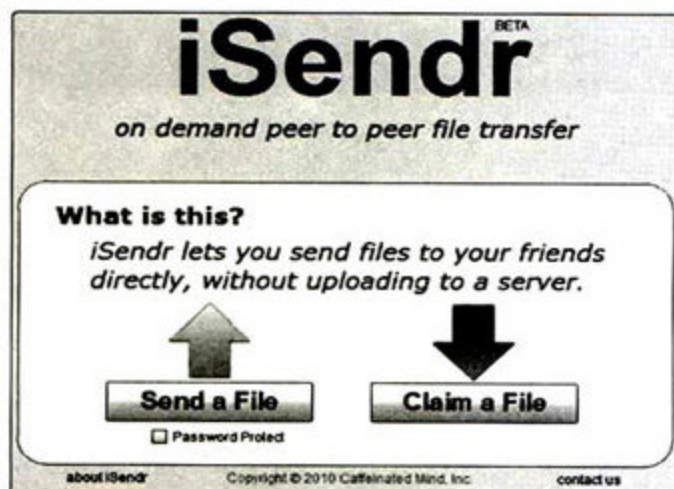 iSendr BETA
on demand peer to peer file transfer
What is this?
iSendr lets you send files to your friends
directly, without uploading to a server.
Send a File
Claim a File
Password Protect
about iSendr
Copyright © 2010 Caffeinated Mind, Inc.
contact us